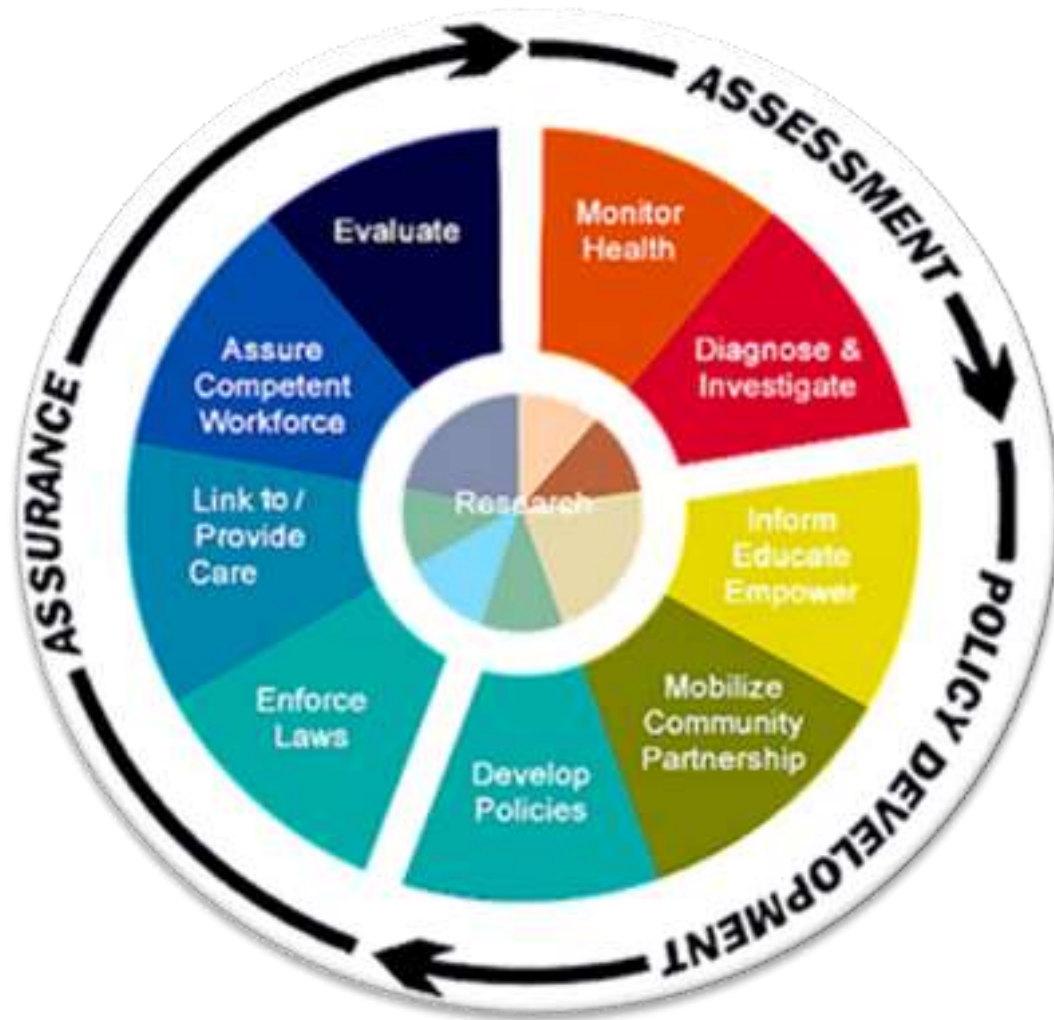 ASSESSMENT
Monitor
Health
Diagnose &
Investigate
POLICY DEVELOPMENT
Inform
Educate
Empower
Mobilize
Community
Partnership
Develop
Policies
ASSURANCE
Enforce
Laws
Link to /
Provide
Care
Assure
Competent
Workforce
Evaluate
Research